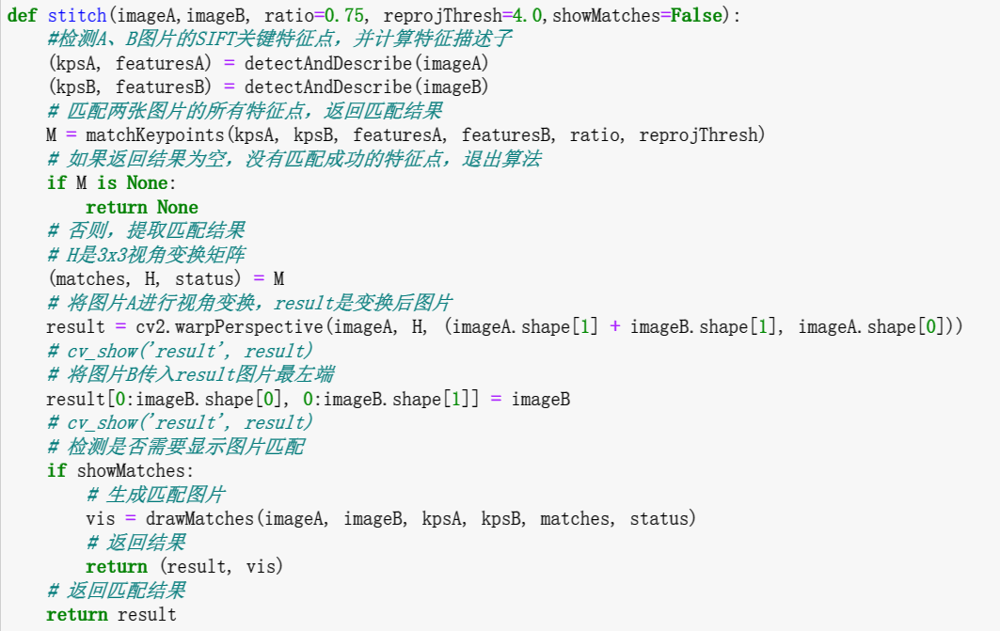 def stitch(imageA,imageB, ratio=0.75, reprojThresh=4.0,showMatches=False):
    #检测A、B图片的SIFT关键特征点，并计算特征描述子
    (kpsA, featuresA) = detectAndDescribe(imageA)
    (kpsB, featuresB) = detectAndDescribe(imageB)
    # 匹配两张图片的所有特征点，返回匹配结果
    M = matchKeypoints(kpsA, kpsB, featuresA, featuresB, ratio, reprojThresh)
    # 如果返回结果为空，没有匹配成功的特征点，退出算法
    if M is None:
        return None
    # 否则，提取匹配结果
    # H是3x3视角变换矩阵
    (matches, H, status) = M
    # 将图片A进行视角变换，result是变换后图片
    result = cv2.warpPerspective(imageA, H, (imageA.shape[1] + imageB.shape[1], imageA.shape[0]))
    # cv_show('result', result)
    # 将图片B传入result图片最左端
    result[0:imageB.shape[0], 0:imageB.shape[1]] = imageB
    # cv_show('result', result)
    # 检测是否需要显示图片匹配
    if showMatches:
        # 生成匹配图片
        vis = drawMatches(imageA, imageB, kpsA, kpsB, matches, status)
        # 返回结果
        return (result, vis)
    # 返回匹配结果
    return result